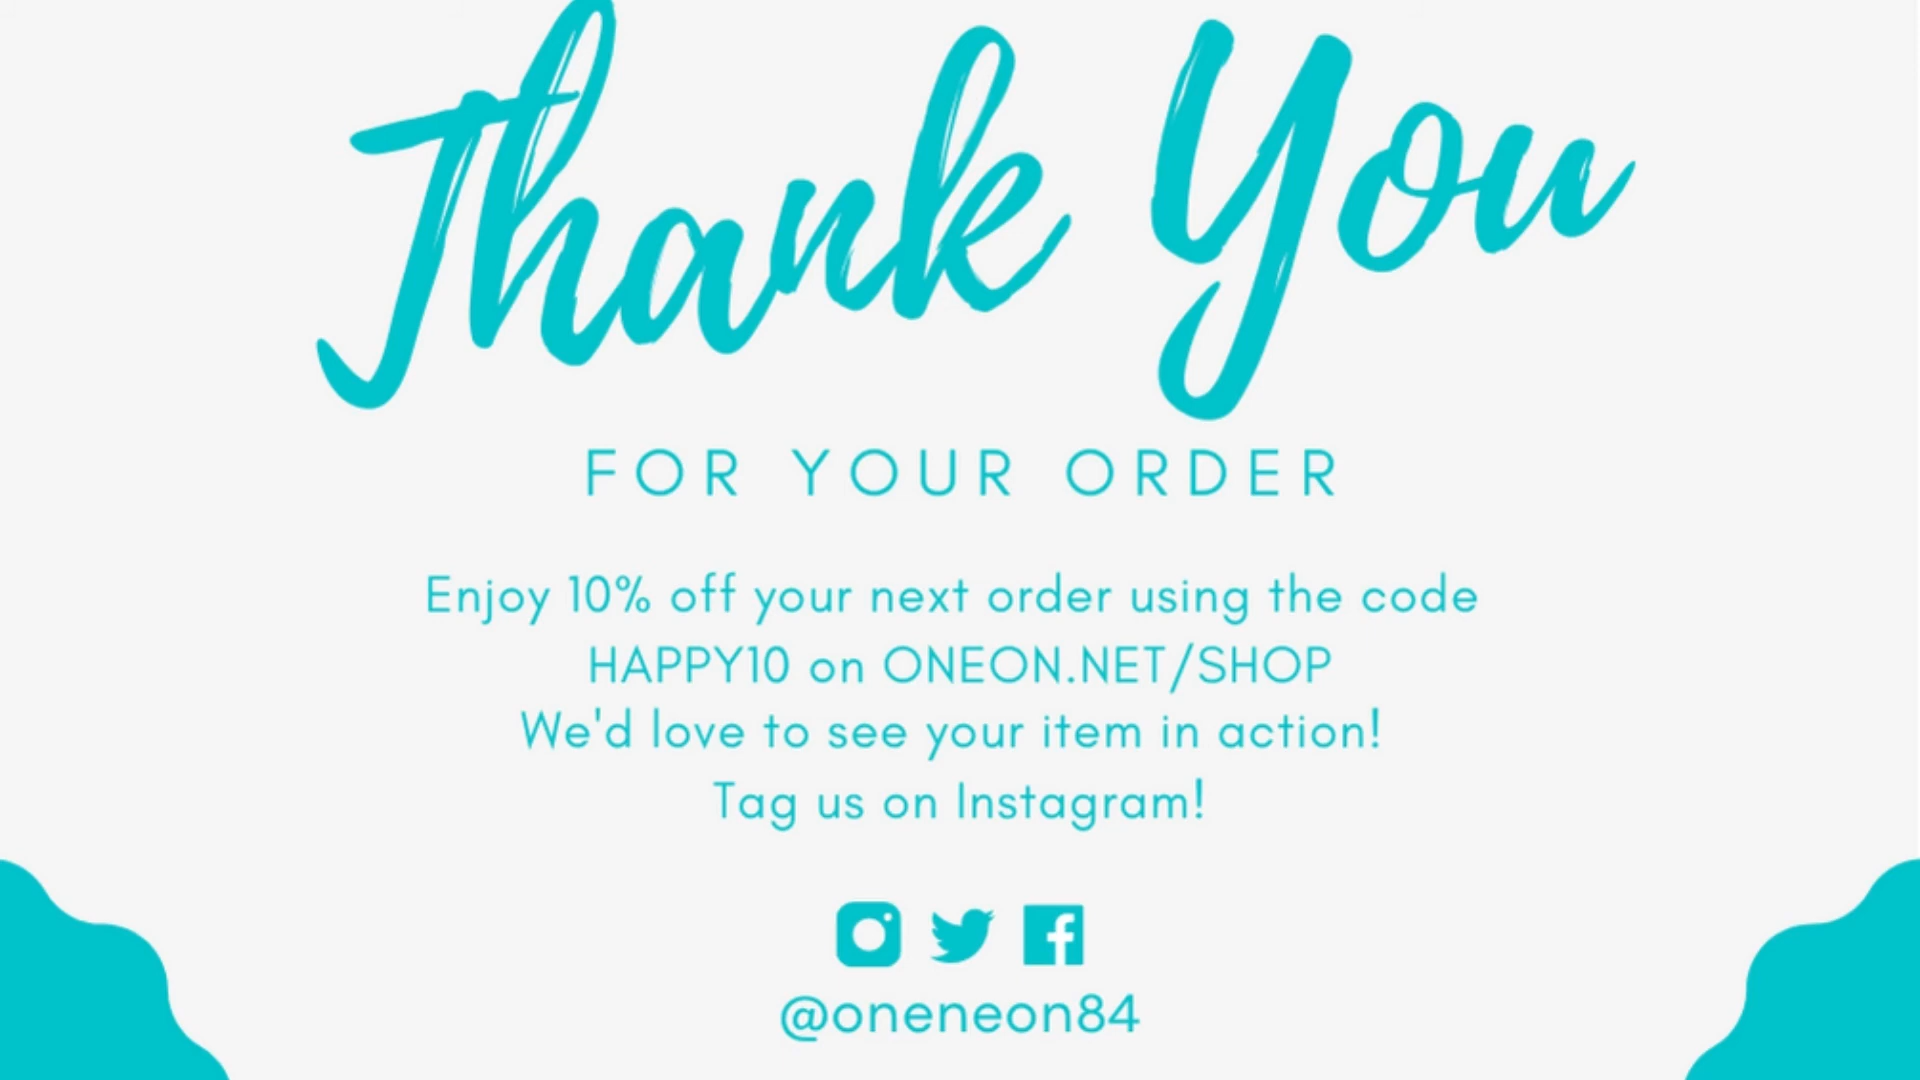 Thank You
FOR YOUR ORDER
Enjoy 10% off your next order using the code
HAPPY10 on ONEON.NET/SHOP
We'd love to see your item in action!
Tag us on Instagram!
@oneneon84